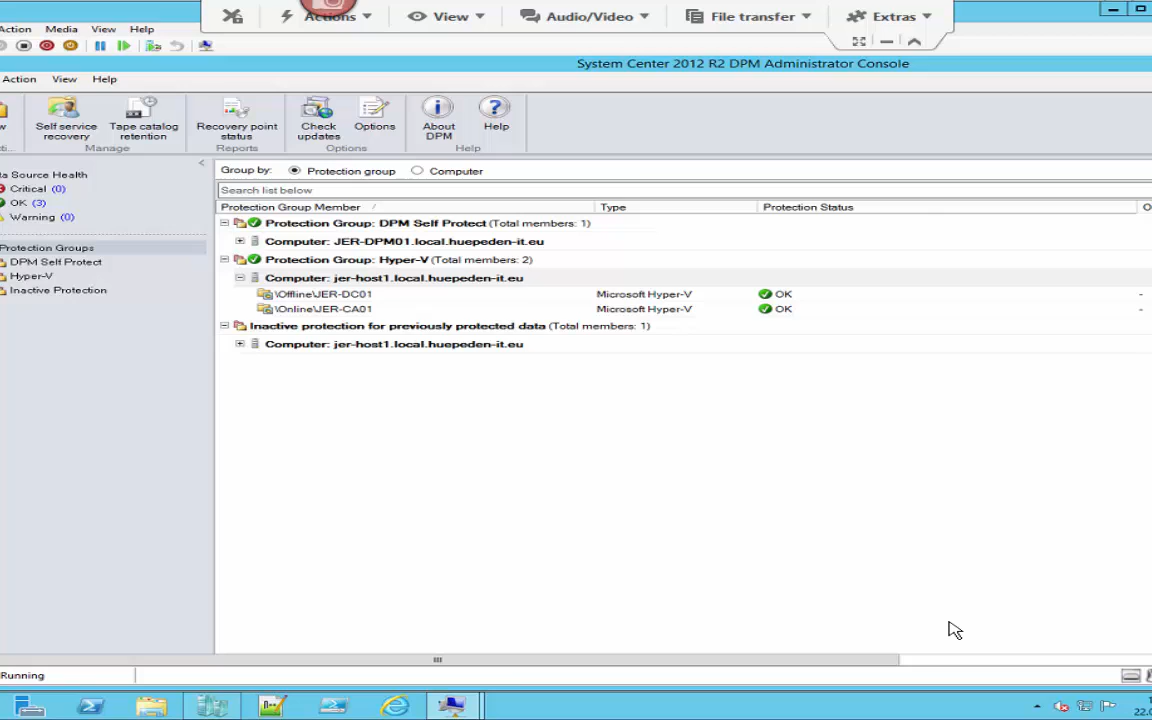 Actions View Audio/Video File transfer Extras
Action Media View Help
System Center 2012 R2 DPM Administrator Console
Action View Help
Self service recovery
Tape catalog retention
Recovery point status
Check updates
Options
About DPM
Help
Manage Reports Options Help
Group by: Protection group Computer
Search list below
Protection Group Member Type Protection Status
Protection Group: DPM Self Protect (Total members: 1)
Computer: JER-DPM01.local.huepeden-it.eu
Protection Group: Hyper-V (Total members: 2)
Computer: jer-host1.local.huepeden-it.eu
\Offline\JER-DC01 Microsoft Hyper-V OK -
\Online\JER-CA01 Microsoft Hyper-V OK -
Inactive protection for previously protected data (Total members: 1)
Computer: jer-host1.local.huepeden-it.eu
ta Source Health
Critical (0)
OK (3)
Warning (0)
Protection Groups
DPM Self Protect
Hyper-V
Inactive Protection
Running
22.0